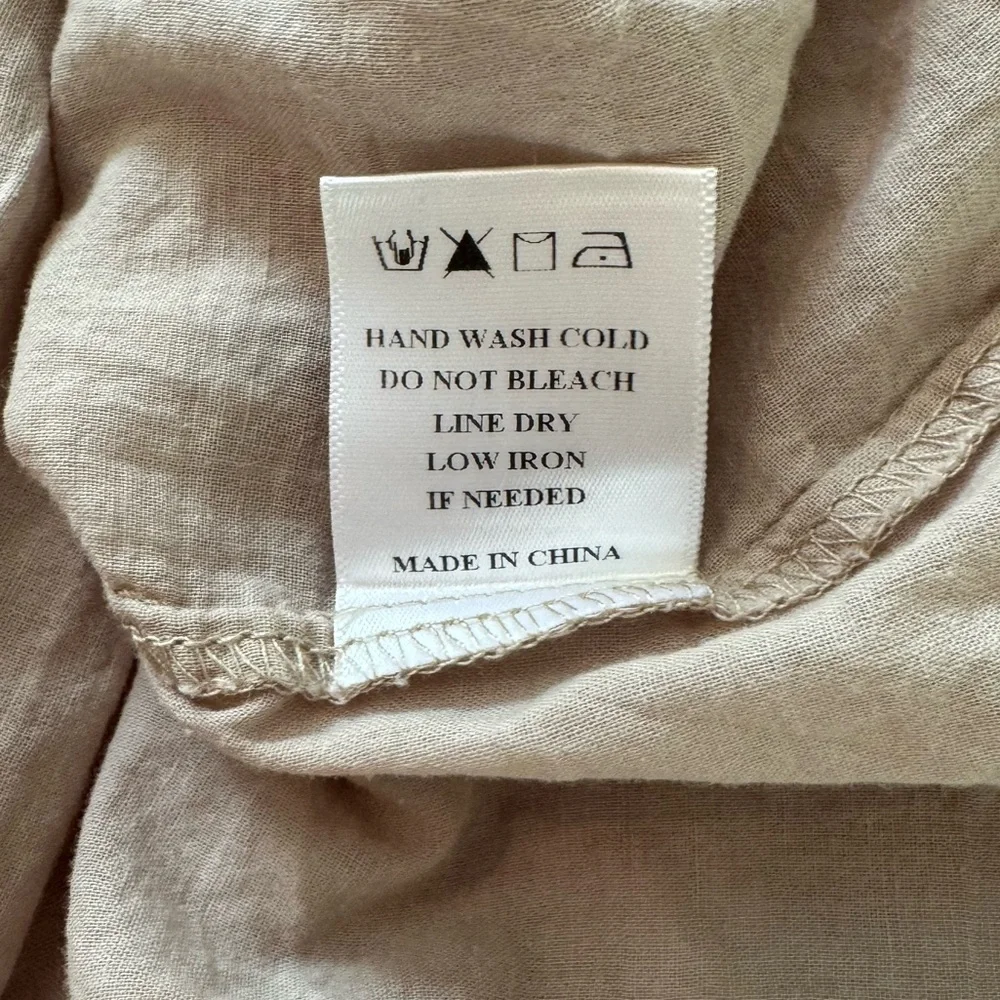 HAND WASH COLD
DO NOT BLEACH
LINE DRY
LOW IRON
IF NEEDED
MADE IN CHINA